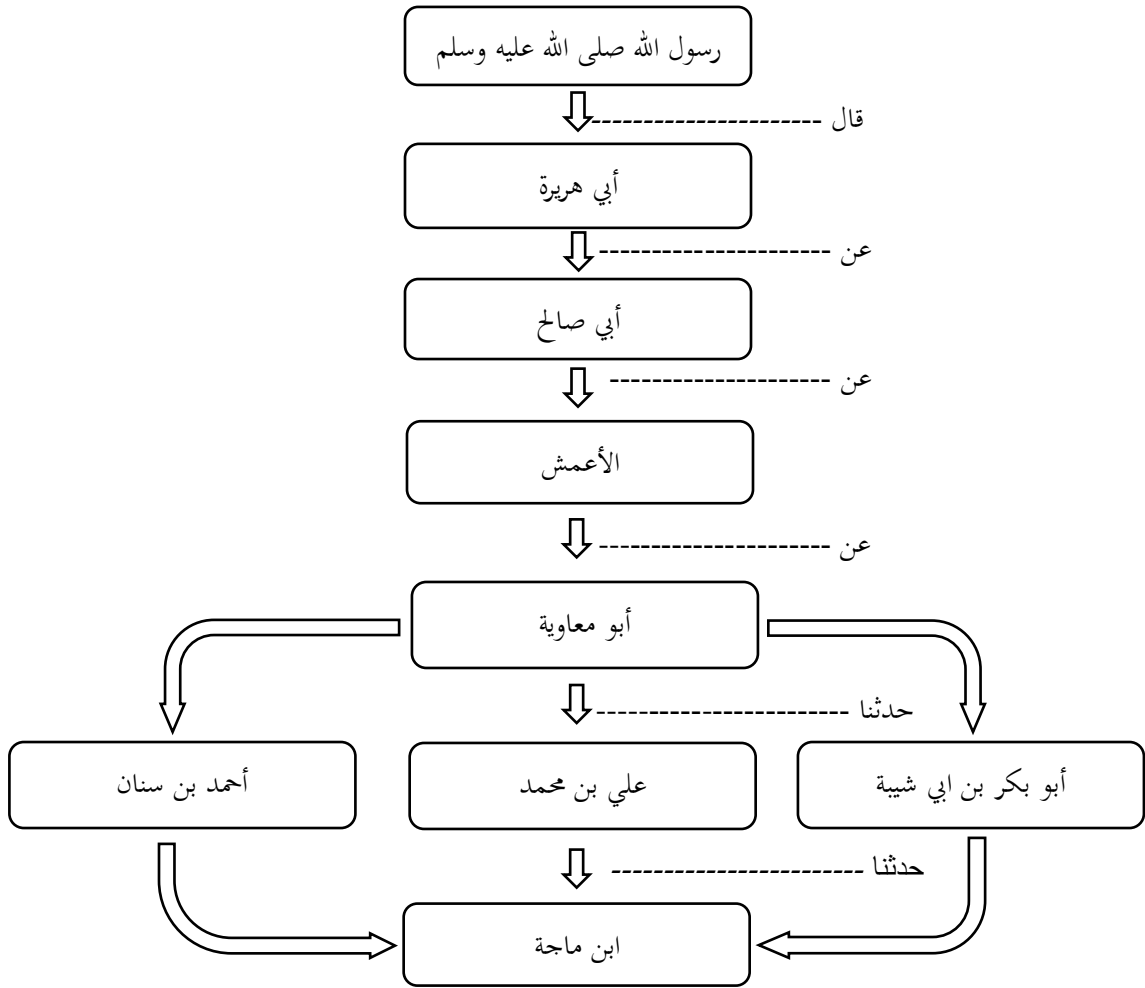 رسول الله صلى الله عليه وسلم
قال ----------------------
أبي هريرة
عن ---------------------
أبي صالح
عن ---------------------
الأعمش
عن ---------------------
أبو معاوية
حدثنا ------------------------
أبو بكر بن ابي شيبة
علي بن محمد
أحمد بن سنان
حدثنا ------------------------
ابن ماجة